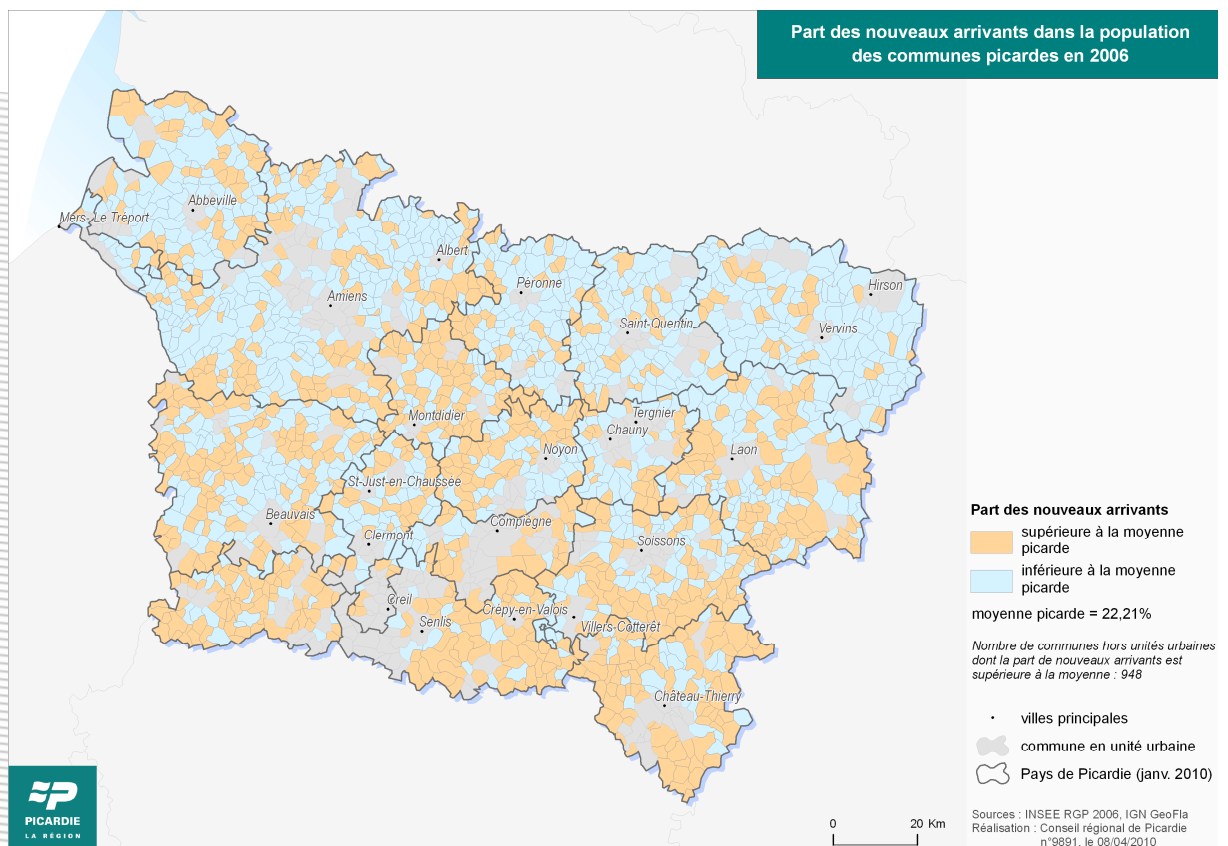 Part des nouveaux arrivants dans la population
des communes picardes en 2006
Abbeville
Mers- Le Tréport
Albert
Amiens
Péronne
Hirson
Saint-Quentin
Vervins
Montdidier
Tergnier
Chauny
Noyon
Laon
St-Just-en-Chaussée
Beauvais
Compiègne
Clermont
Soissons
Creil
Crépy-en-Valois
Senlis
Villers-Cotterêt
Château-Thierry
Part des nouveaux arrivants
supérieure à la moyenne
picarde
inférieure à la moyenne
picarde
moyenne picarde = 22,21%
Nombre de communes hors unités urbaines
dont la part de nouveaux arrivants est
supérieure à la moyenne : 948
villes principales
commune en unité urbaine
Pays de Picardie (janv. 2010)
Sources : INSEE RGP 2006, IGN GeoFla
Réalisation : Conseil régional de Picardie
n°9891, le 08/04/2010
0 20 Km
PICARDIE
LA RÉGION